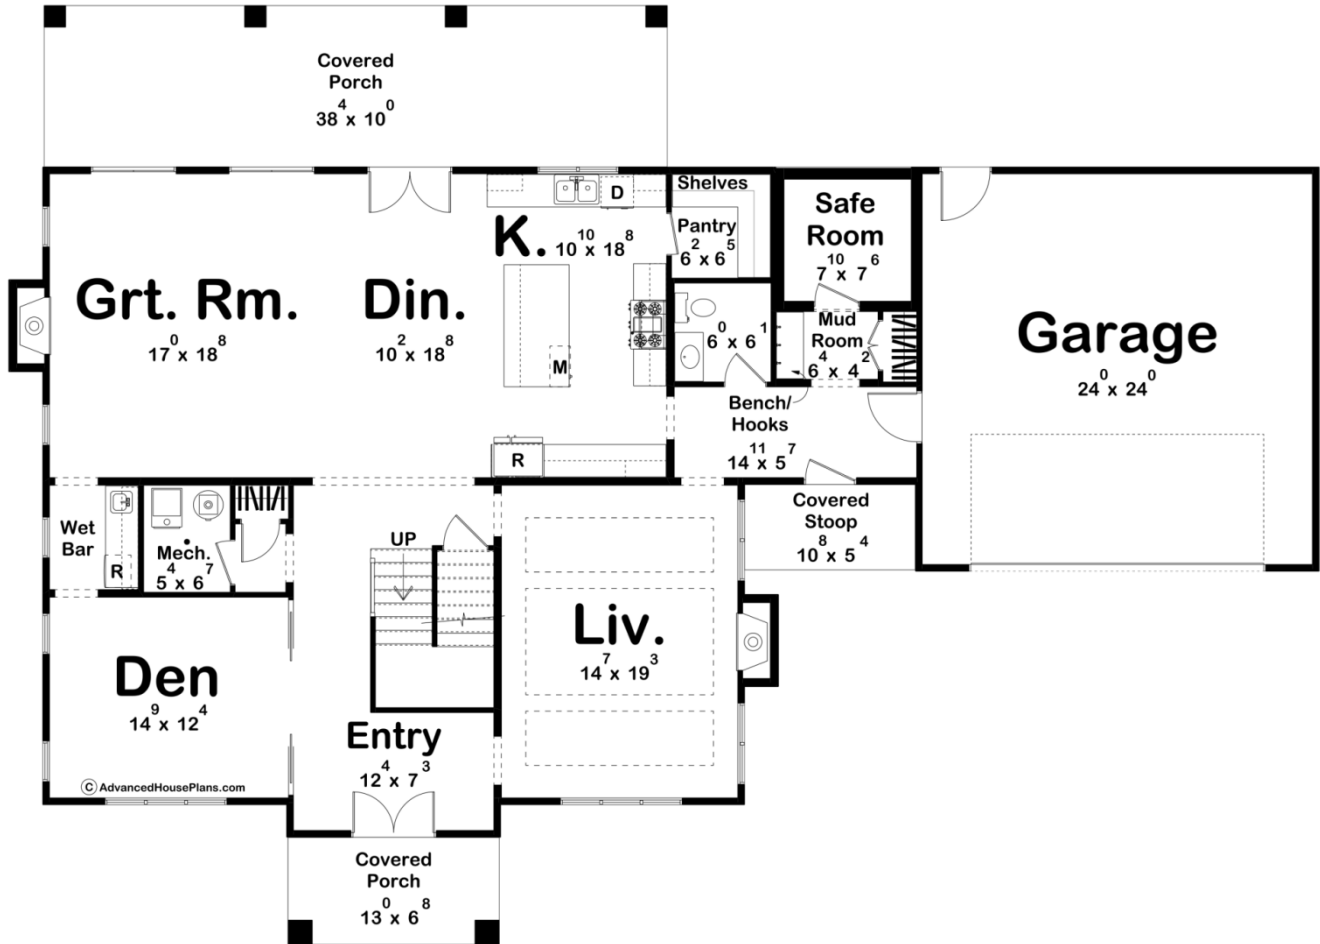 Covered
Porch
38⁴ x 10⁰
Shelves
D
Pantry
6² x 6⁵
Safe
Room
7¹⁰ x 7⁶
K. 10¹⁰ x 18⁸
Grt. Rm.
17⁰ x 18⁸
Din.
10² x 18⁸
M
6⁰ x 6¹
Mud
Room
6⁴ x 4²
Garage
24⁰ x 24⁰
Bench/
Hooks
14¹¹ x 5⁷
R
Wet
Bar
R
Mech.
5⁴ x 6⁷
UP
Covered
Stoop
10⁸ x 5⁴
Liv.
14⁷ x 19³
Den
14⁹ x 12⁴
Entry
12⁴ x 7³
© AdvancedHousePlans.com
Covered
Porch
13⁰ x 6⁸